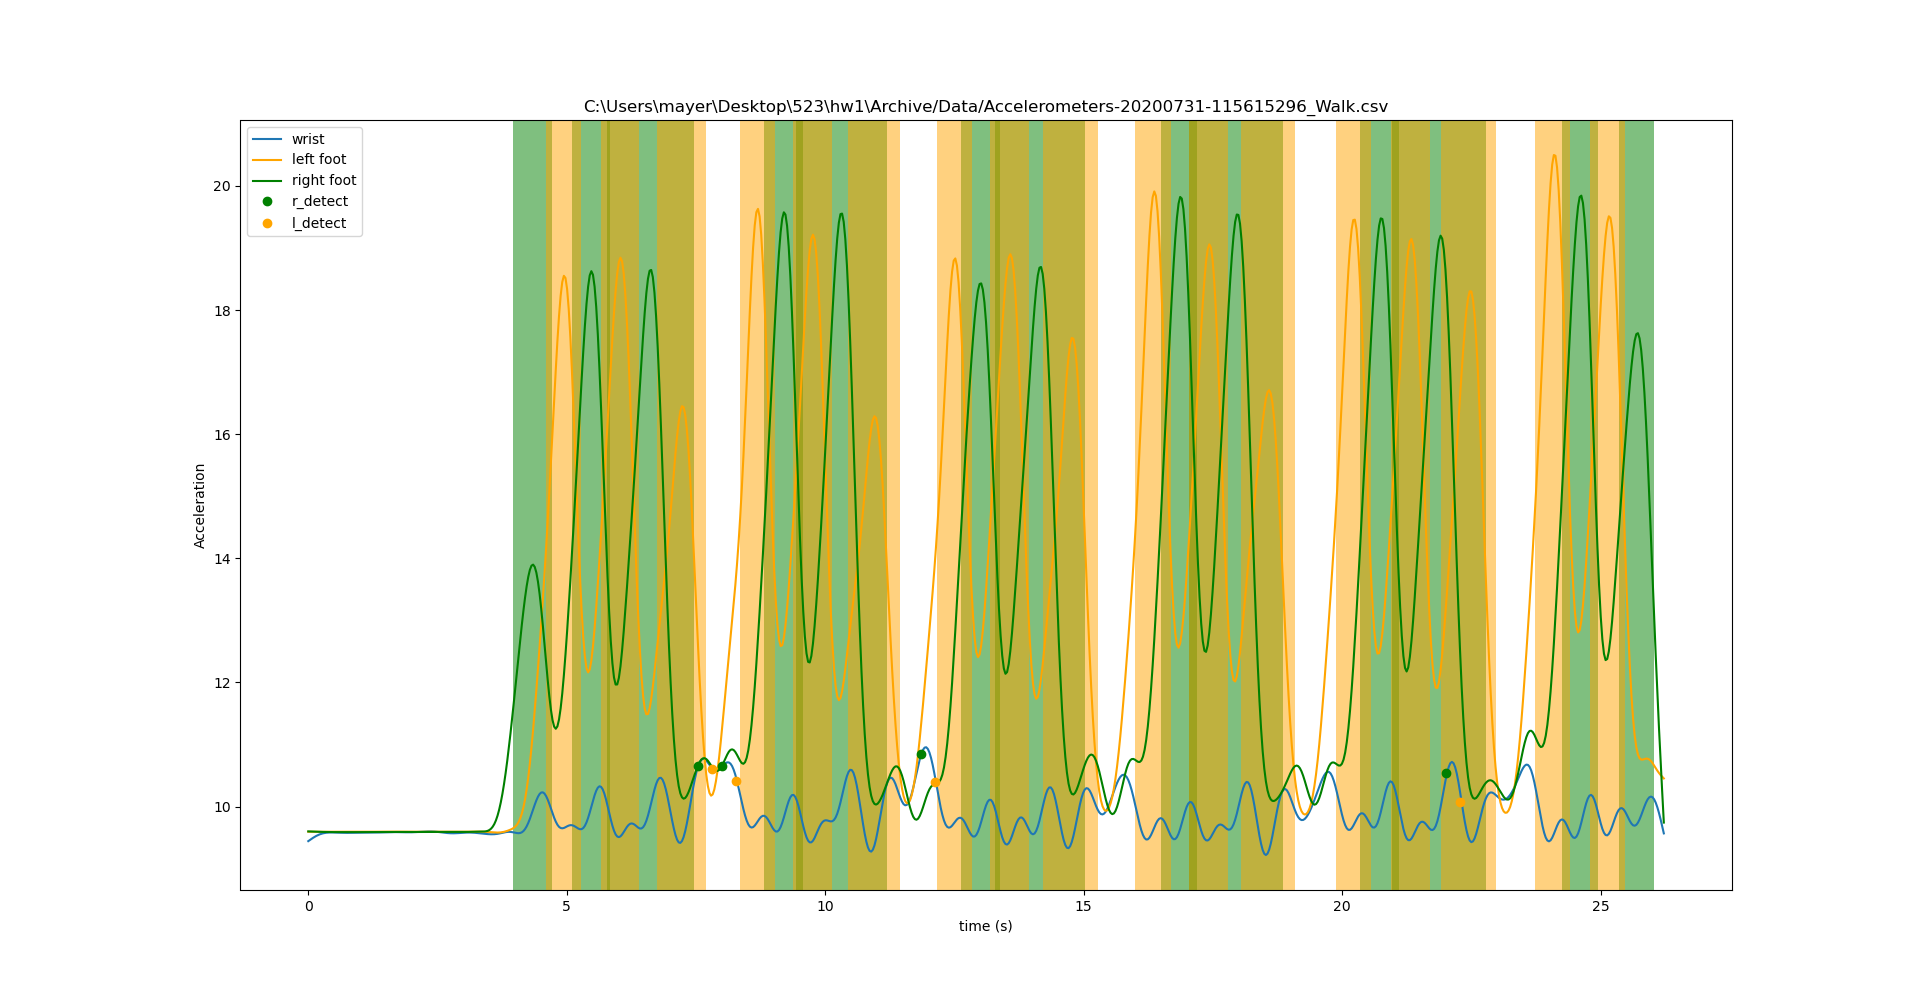 C:\Users\mayer\Desktop\523\hw1\Archive/Data/Accelerometers-20200731-115615296_Walk.csv
wrist
left foot
right foot
r_detect
l_detect
20
18
16
14
12
10
Acceleration
0 5 10 15 20 25
time (s)